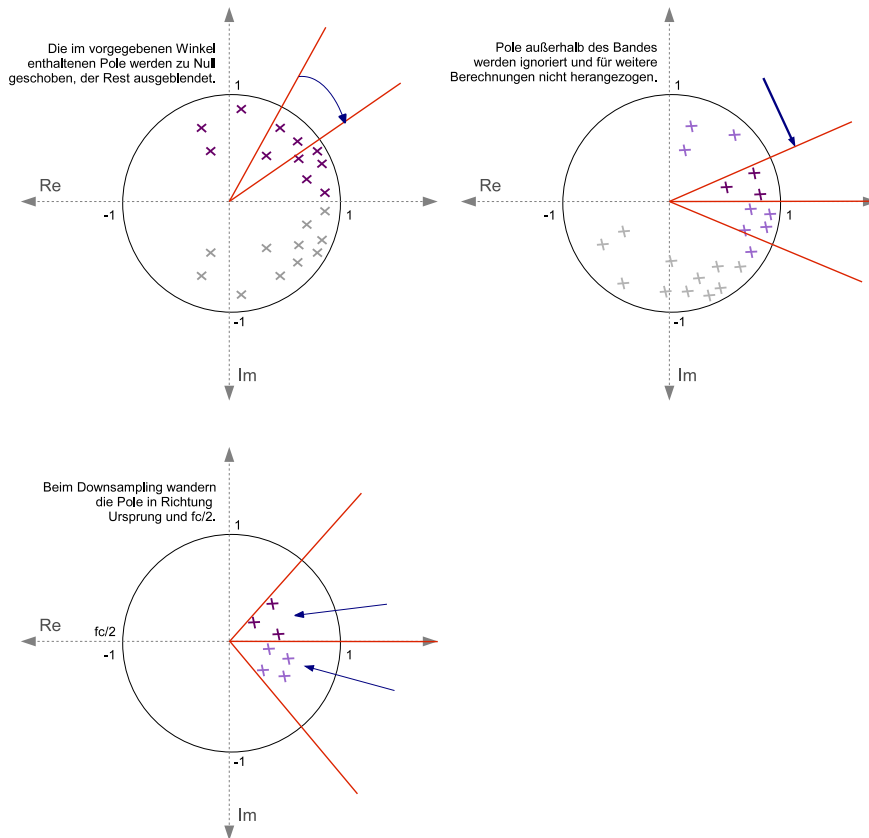 Die im vorgegebenen Winkel
enthaltenen Pole werden zu Null
geschoben, der Rest ausgeblendet.
1
Re
-1
1
-1
Im
Pole außerhalb des Bandes
werden ignoriert und für weitere
Berechnungen nicht herangezogen.
1
Re
-1
1
-1
Im
Beim Downsampling wandern
die Pole in Richtung
Ursprung und fc/2.
1
Re
fc/2
-1
1
-1
Im